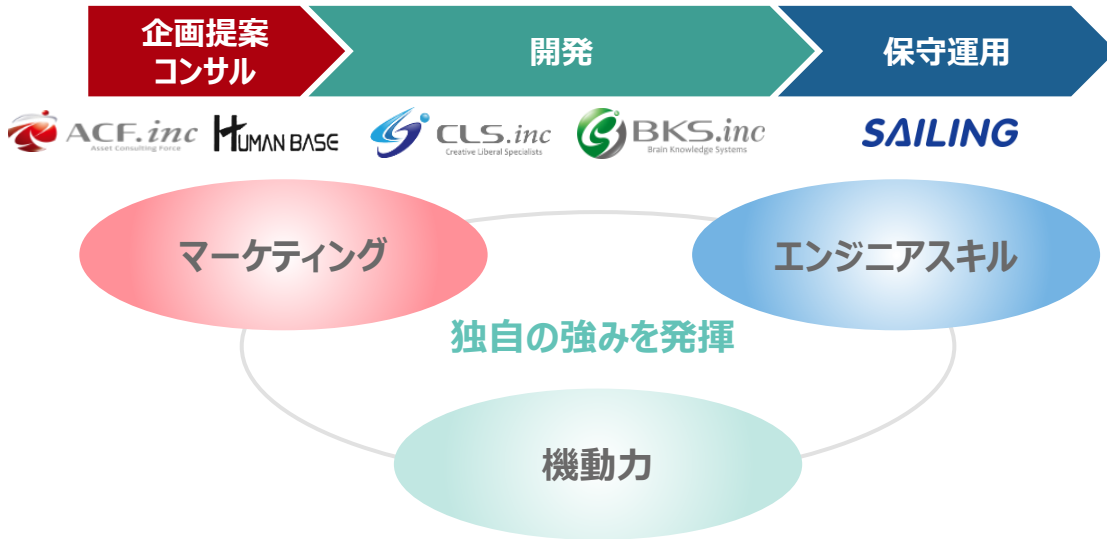 企画提案
コンサル
開発
保守運用
ACF.inc
Asset Consulting Force
HUMAN BASE
CLS.inc
Creative Liberal Specialists
BKS.inc
Brain Knowledge Systems
SAILING
マーケティング
エンジニアスキル
独自の強みを発揮
機動力